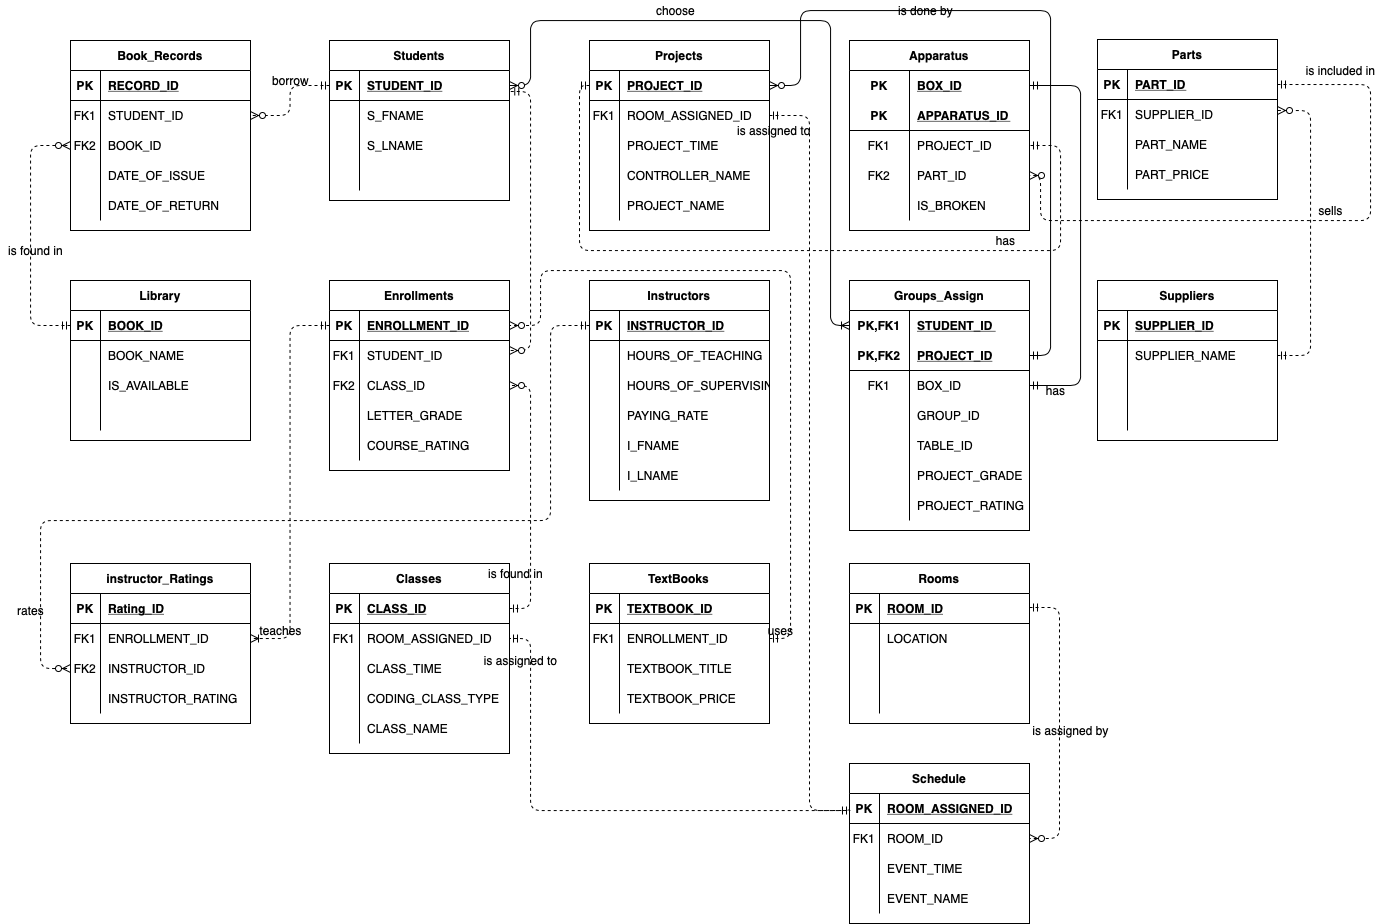 choose
is done by
Book_Records
PK RECORD_ID
FK1 STUDENT_ID
FK2 BOOK_ID
DATE_OF_ISSUE
DATE_OF_RETURN
borrow
Students
PK STUDENT_ID
S_FNAME
S_LNAME
Projects
PK PROJECT_ID
FK1 ROOM_ASSIGNED_ID
PROJECT_TIME
CONTROLLER_NAME
PROJECT_NAME
is assigned to
Apparatus
PK BOX_ID
PK APPARATUS_ID
FK1 PROJECT_ID
FK2 PART_ID
IS_BROKEN
Parts
PK PART_ID
FK1 SUPPLIER_ID
PART_NAME
PART_PRICE
is included in
sells
has
is found in
Library
PK BOOK_ID
BOOK_NAME
IS_AVAILABLE
Enrollments
PK ENROLLMENT_ID
FK1 STUDENT_ID
FK2 CLASS_ID
LETTER_GRADE
COURSE_RATING
Instructors
PK INSTRUCTOR_ID
HOURS_OF_TEACHING
HOURS_OF_SUPERVISIN
PAYING_RATE
I_FNAME
I_LNAME
Groups_Assign
PK,FK1 STUDENT_ID
PK,FK2 PROJECT_ID
FK1 BOX_ID
GROUP_ID
TABLE_ID
PROJECT_GRADE
PROJECT_RATING
has
Suppliers
PK SUPPLIER_ID
SUPPLIER_NAME
instructor_Ratings
PK Rating_ID
FK1 ENROLLMENT_ID
FK2 INSTRUCTOR_ID
INSTRUCTOR_RATING
rates
teaches
Classes
PK CLASS_ID
FK1 ROOM_ASSIGNED_ID
CLASS_TIME
CODING_CLASS_TYPE
CLASS_NAME
is found in
is assigned to
TextBooks
PK TEXTBOOK_ID
FK1 ENROLLMENT_ID
TEXTBOOK_TITLE
TEXTBOOK_PRICE
uses
Rooms
PK ROOM_ID
LOCATION
is assigned by
Schedule
PK ROOM_ASSIGNED_ID
FK1 ROOM_ID
EVENT_TIME
EVENT_NAME